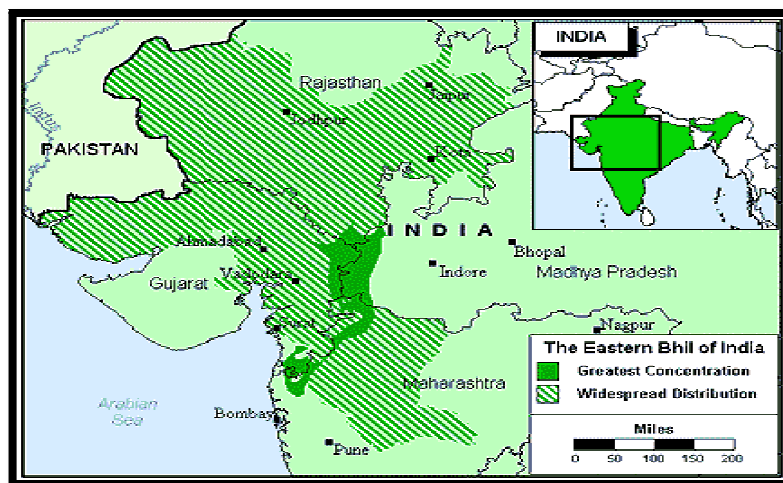 INDIA
Rajasthan
Jaipur
Jodhpur
Indus
PAKISTAN
Kota
INDIA
Ahmadabad
Bhopal
Vadodara
Indore
Madhya Pradesh
Gujarat
Surat
Nagpur
The Eastern Bhil of India
Greatest Concentration
Widespread Distribution
Maharashtra
Arabian
Sea
Bombay
Miles
Pune
0 50 100 150 200